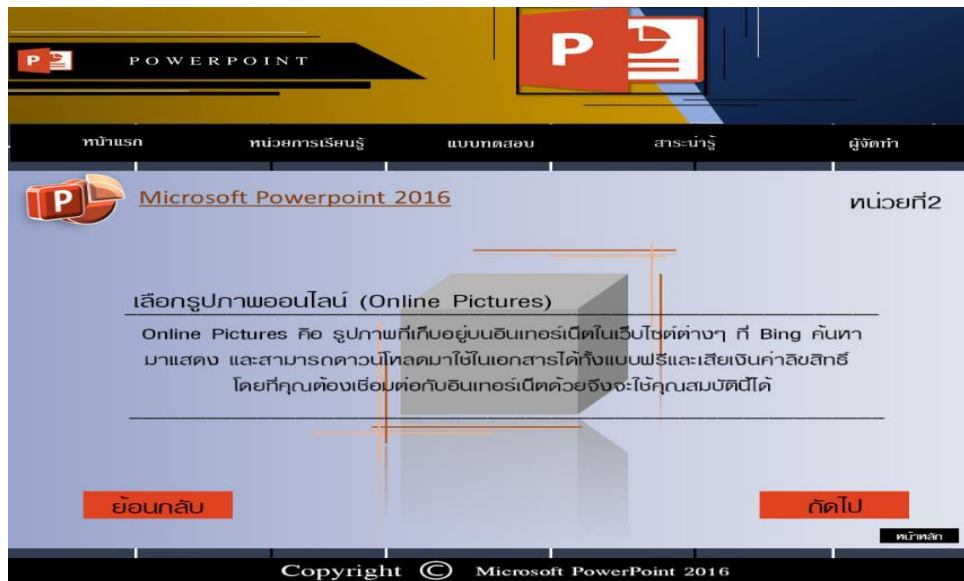 P
POWERPOINT
P
หน้าแรก
หน่วยการเรียนรู้
แบบทดสอบ
สาระน่ารู้
ผู้จัดทำ
P
Microsoft Powerpoint 2016
หน่วยที่2
เลือกรูปภาพออนไลน์ (Online Pictures)
Online Pictures คือ รูปภาพที่เก็บอยู่บนอินเทอร์เน็ตในเว็บไซต์ต่างๆ ที่ Bing ค้นหา
มาแสดง และสามารถดาวน์โหลดมาใช้ในเอกสารได้ทั้งแบบฟรีและเสียเงินค่าลิขสิทธิ์
โดยที่คุณต้องเชื่อมต่อกับอินเทอร์เน็ตด้วยจึงจะใช้คุณสมบัตินี้ได้
ย้อนกลับ
ถัดไป
หน้าหลัก
Copyright © Microsoft PowerPoint 2016